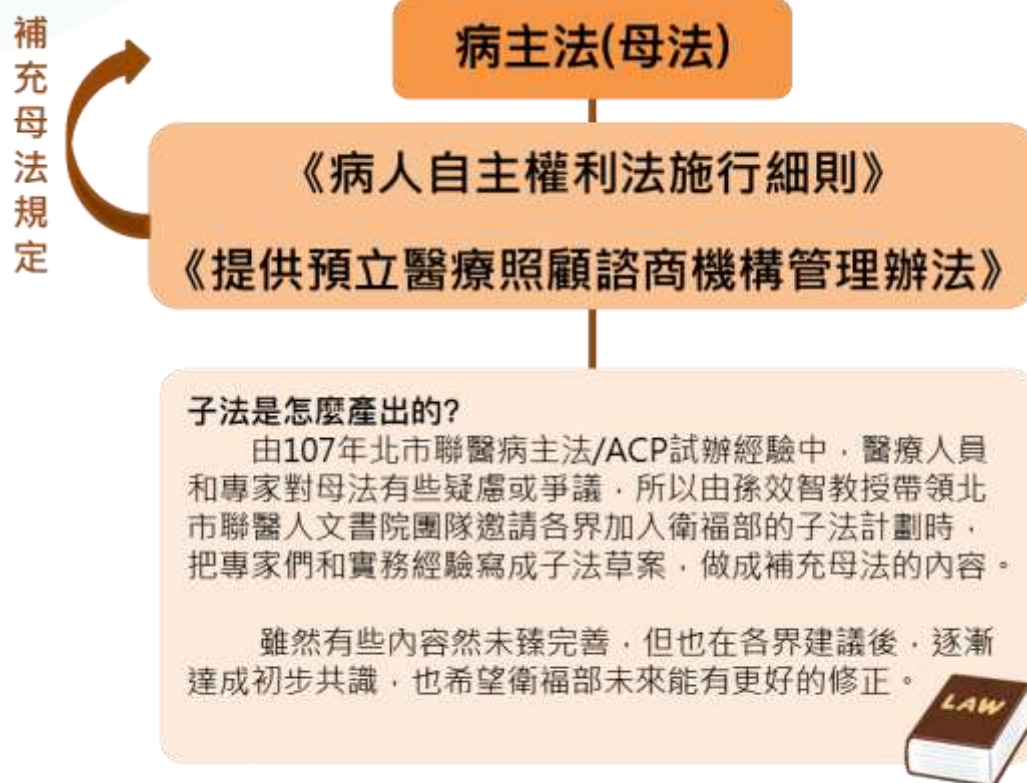 補充母法規定
病主法(母法)
《病人自主權利法施行細則》
《提供預立醫療照顧諮商機構管理辦法》
子法是怎麼產出的?
由107年北市聯醫病主法/ACP試辦經驗中，醫療人員
和專家對母法有些疑慮或爭議，所以由孫效智教授帶領北
市聯醫人文書院團隊邀請各界加入衛福部的子法計劃時，
把專家們和實務經驗寫成子法草案，做成補充母法的內容。
雖然有些內容然未臻完善，但也在各界建議後，逐漸
達成初步共識，也希望衛福部未來能有更好的修正。
LAW